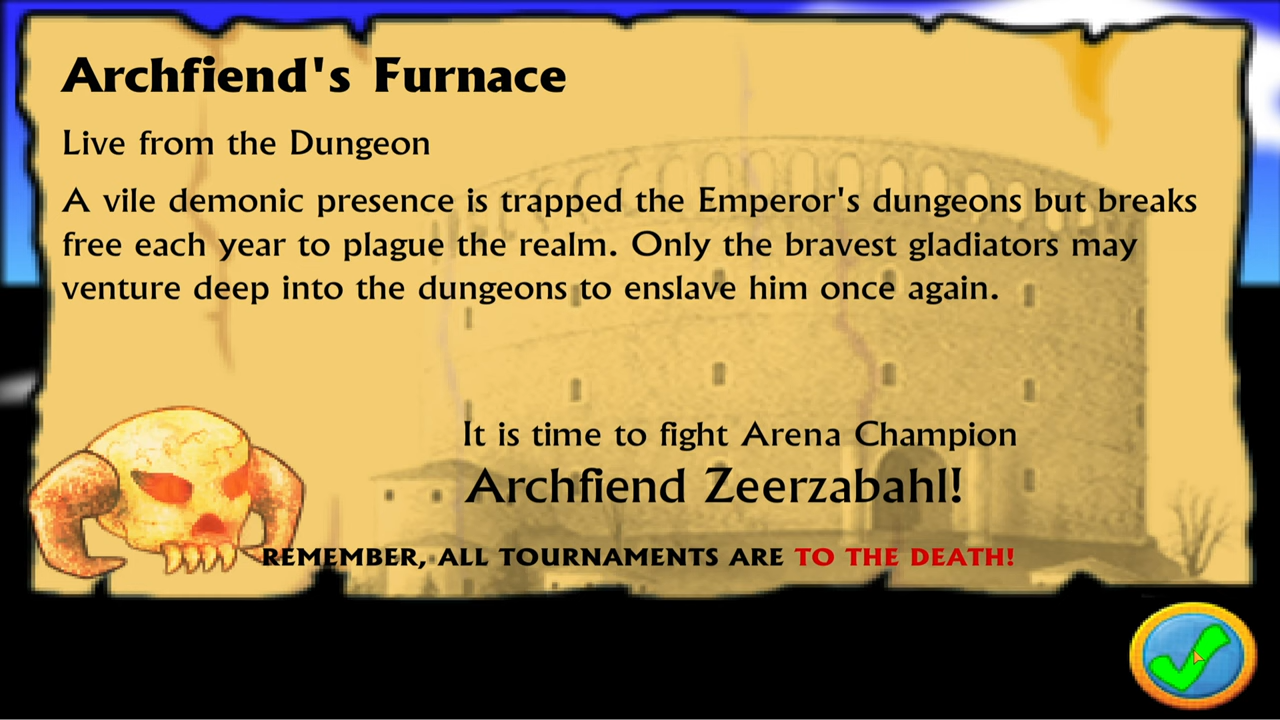 Archfiend's Furnace
Live from the Dungeon
A vile demonic presence is trapped the Emperor's dungeons but breaks
free each year to plague the realm. Only the bravest gladiators may
venture deep into the dungeons to enslave him once again.
It is time to fight Arena Champion
Archfiend Zeerzabahl!
REMEMBER, ALL TOURNAMENTS ARE TO THE DEATH!